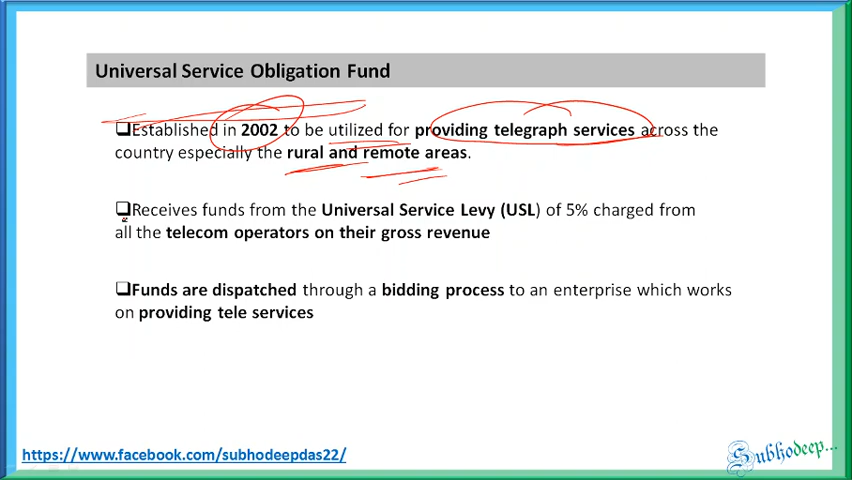 Universal Service Obligation Fund
❑Established in 2002 to be utilized for providing telegraph services across the
country especially the rural and remote areas.
❑Receives funds from the Universal Service Levy (USL) of 5% charged from
all the telecom operators on their gross revenue
❑Funds are dispatched through a bidding process to an enterprise which works
on providing tele services
https://www.facebook.com/subhodeepdas22/
Subhodeep...